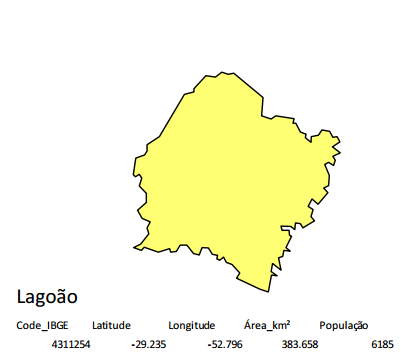 Lagoão
Code_IBGE Latitude Longitude Área_km² População
4311254 -29.235 -52.796 383.658 6185